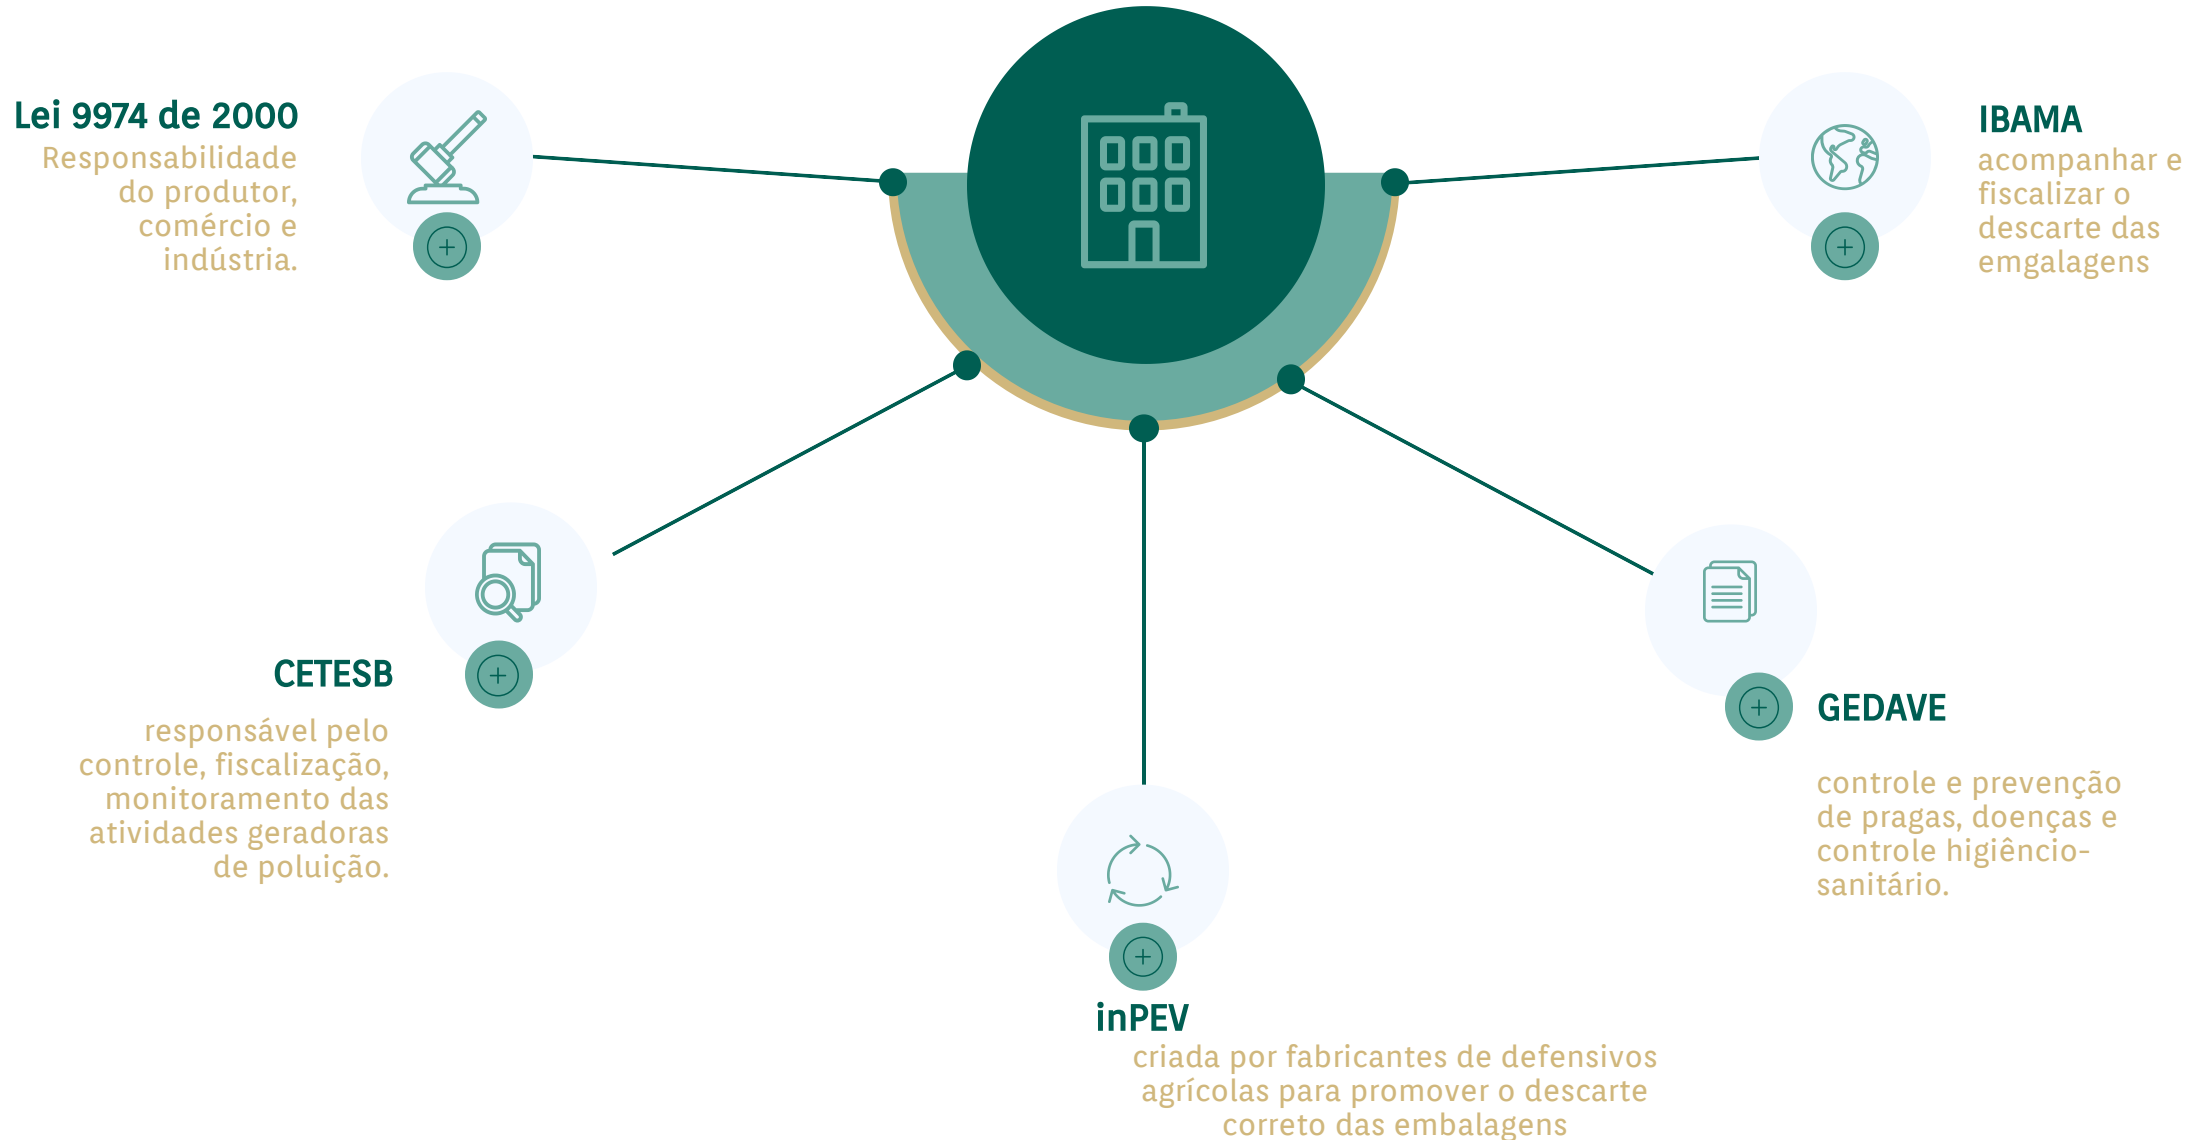 Lei 9974 de 2000
Responsabilidade
do produtor,
comércio e
indústria.
IBAMA
acompanhar e
fiscalizar o
descarte das
emgalagens
CETESB
responsável pelo
controle, fiscalização,
monitoramento das
atividades geradoras
de poluição.
GEDAVE
controle e prevenção
de pragas, doenças e
controle higiêncio-
sanitário.
inPEV
criada por fabricantes de defensivos
agrícolas para promover o descarte
correto das embalagens